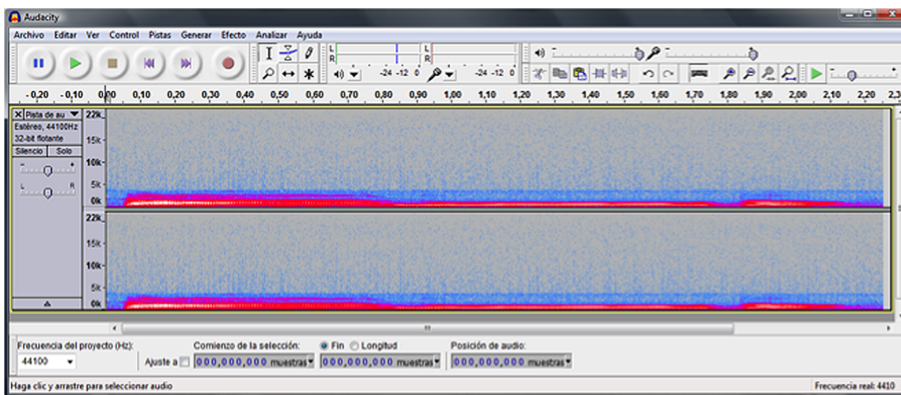 Audacity
Archivo Editar Ver Control Pistas Generar Efecto Analizar Ayuda
L
R
-24 -12 0
L
R
-24 -12 0
- 0,20 - 0,10 0,00 0,10 0,20 0,30 0,40 0,50 0,60 0,70 0,80 0,90 1,00 1,10 1,20 1,30 1,40 1,50 1,60 1,70 1,80 1,90 2,00 2,10 2,20 2,3
X Pista de au
Estéreo, 44100Hz
32-bit flotante
Silencio Solo
- +
L R
22k
15k
10k
5k
0k
22k
15k
10k
5k
0k
Frecuencia del proyecto (Hz):
44100
Ajuste a
Comienzo de la selección:
000,000,000 muestras
Fin Longitud
000,000,000 muestras
Posición de audio:
000,000,000 muestras
Haga clic y arrastre para seleccionar audio
Frecuencia real: 4410